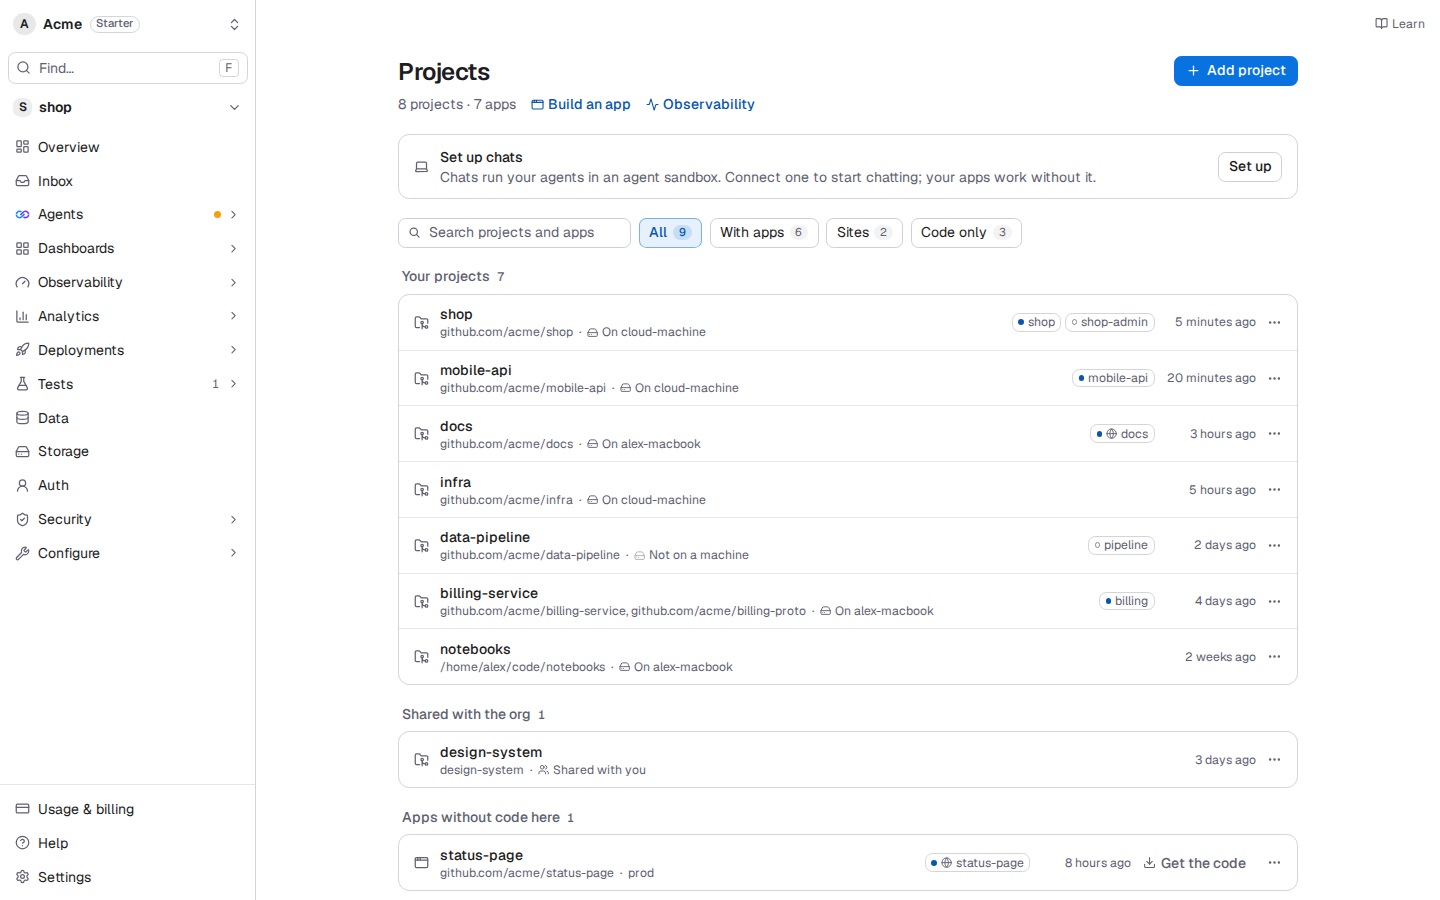 A Acme Starter
Find... F
S shop
Overview
Inbox
Agents
Dashboards
Observability
Analytics
Deployments
Tests 1
Data
Storage
Auth
Security
Configure
Usage & billing
Help
Settings
Learn
Projects
Add project
8 projects · 7 apps Build an app Observability
Set up chats
Chats run your agents in an agent sandbox. Connect one to start chatting; your apps work without it.
Set up
Search projects and apps All 9 With apps 6 Sites 2 Code only 3
Your projects 7
shop
github.com/acme/shop · On cloud-machine
shop shop-admin 5 minutes ago
mobile-api
github.com/acme/mobile-api · On cloud-machine
mobile-api 20 minutes ago
docs
github.com/acme/docs · On alex-macbook
docs 3 hours ago
infra
github.com/acme/infra · On cloud-machine
5 hours ago
data-pipeline
github.com/acme/data-pipeline · Not on a machine
pipeline 2 days ago
billing-service
github.com/acme/billing-service, github.com/acme/billing-proto · On alex-macbook
billing 4 days ago
notebooks
/home/alex/code/notebooks · On alex-macbook
2 weeks ago
Shared with the org 1
design-system
design-system · Shared with you
3 days ago
Apps without code here 1
status-page
github.com/acme/status-page · prod
status-page 8 hours ago Get the code